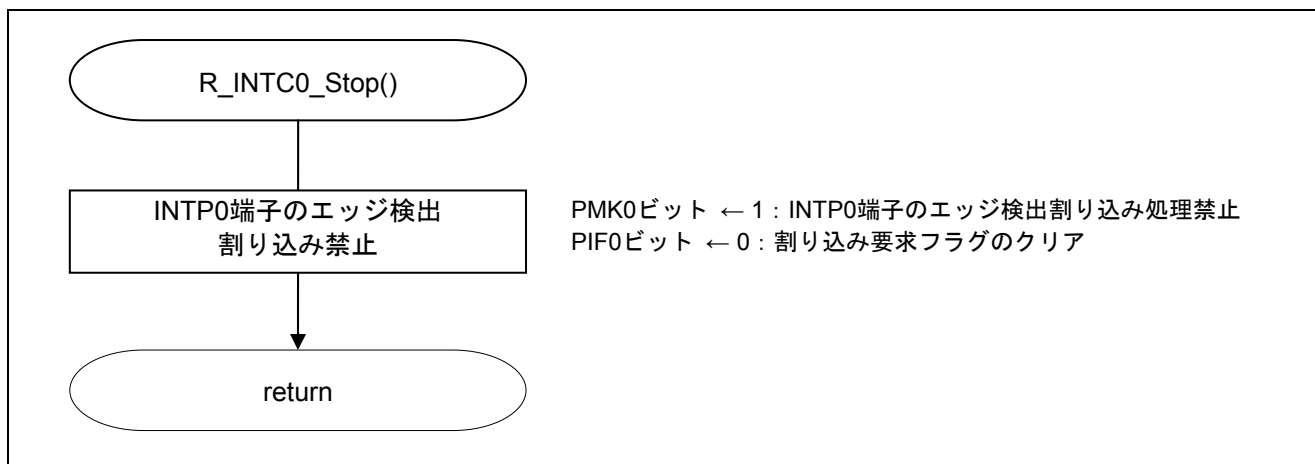 R_INTC0_Stop()
INTP0端子のエッジ検出
割り込み禁止
PMK0ビット ← 1：INTP0端子のエッジ検出割り込み処理禁止
PIF0ビット ← 0：割り込み要求フラグのクリア
return